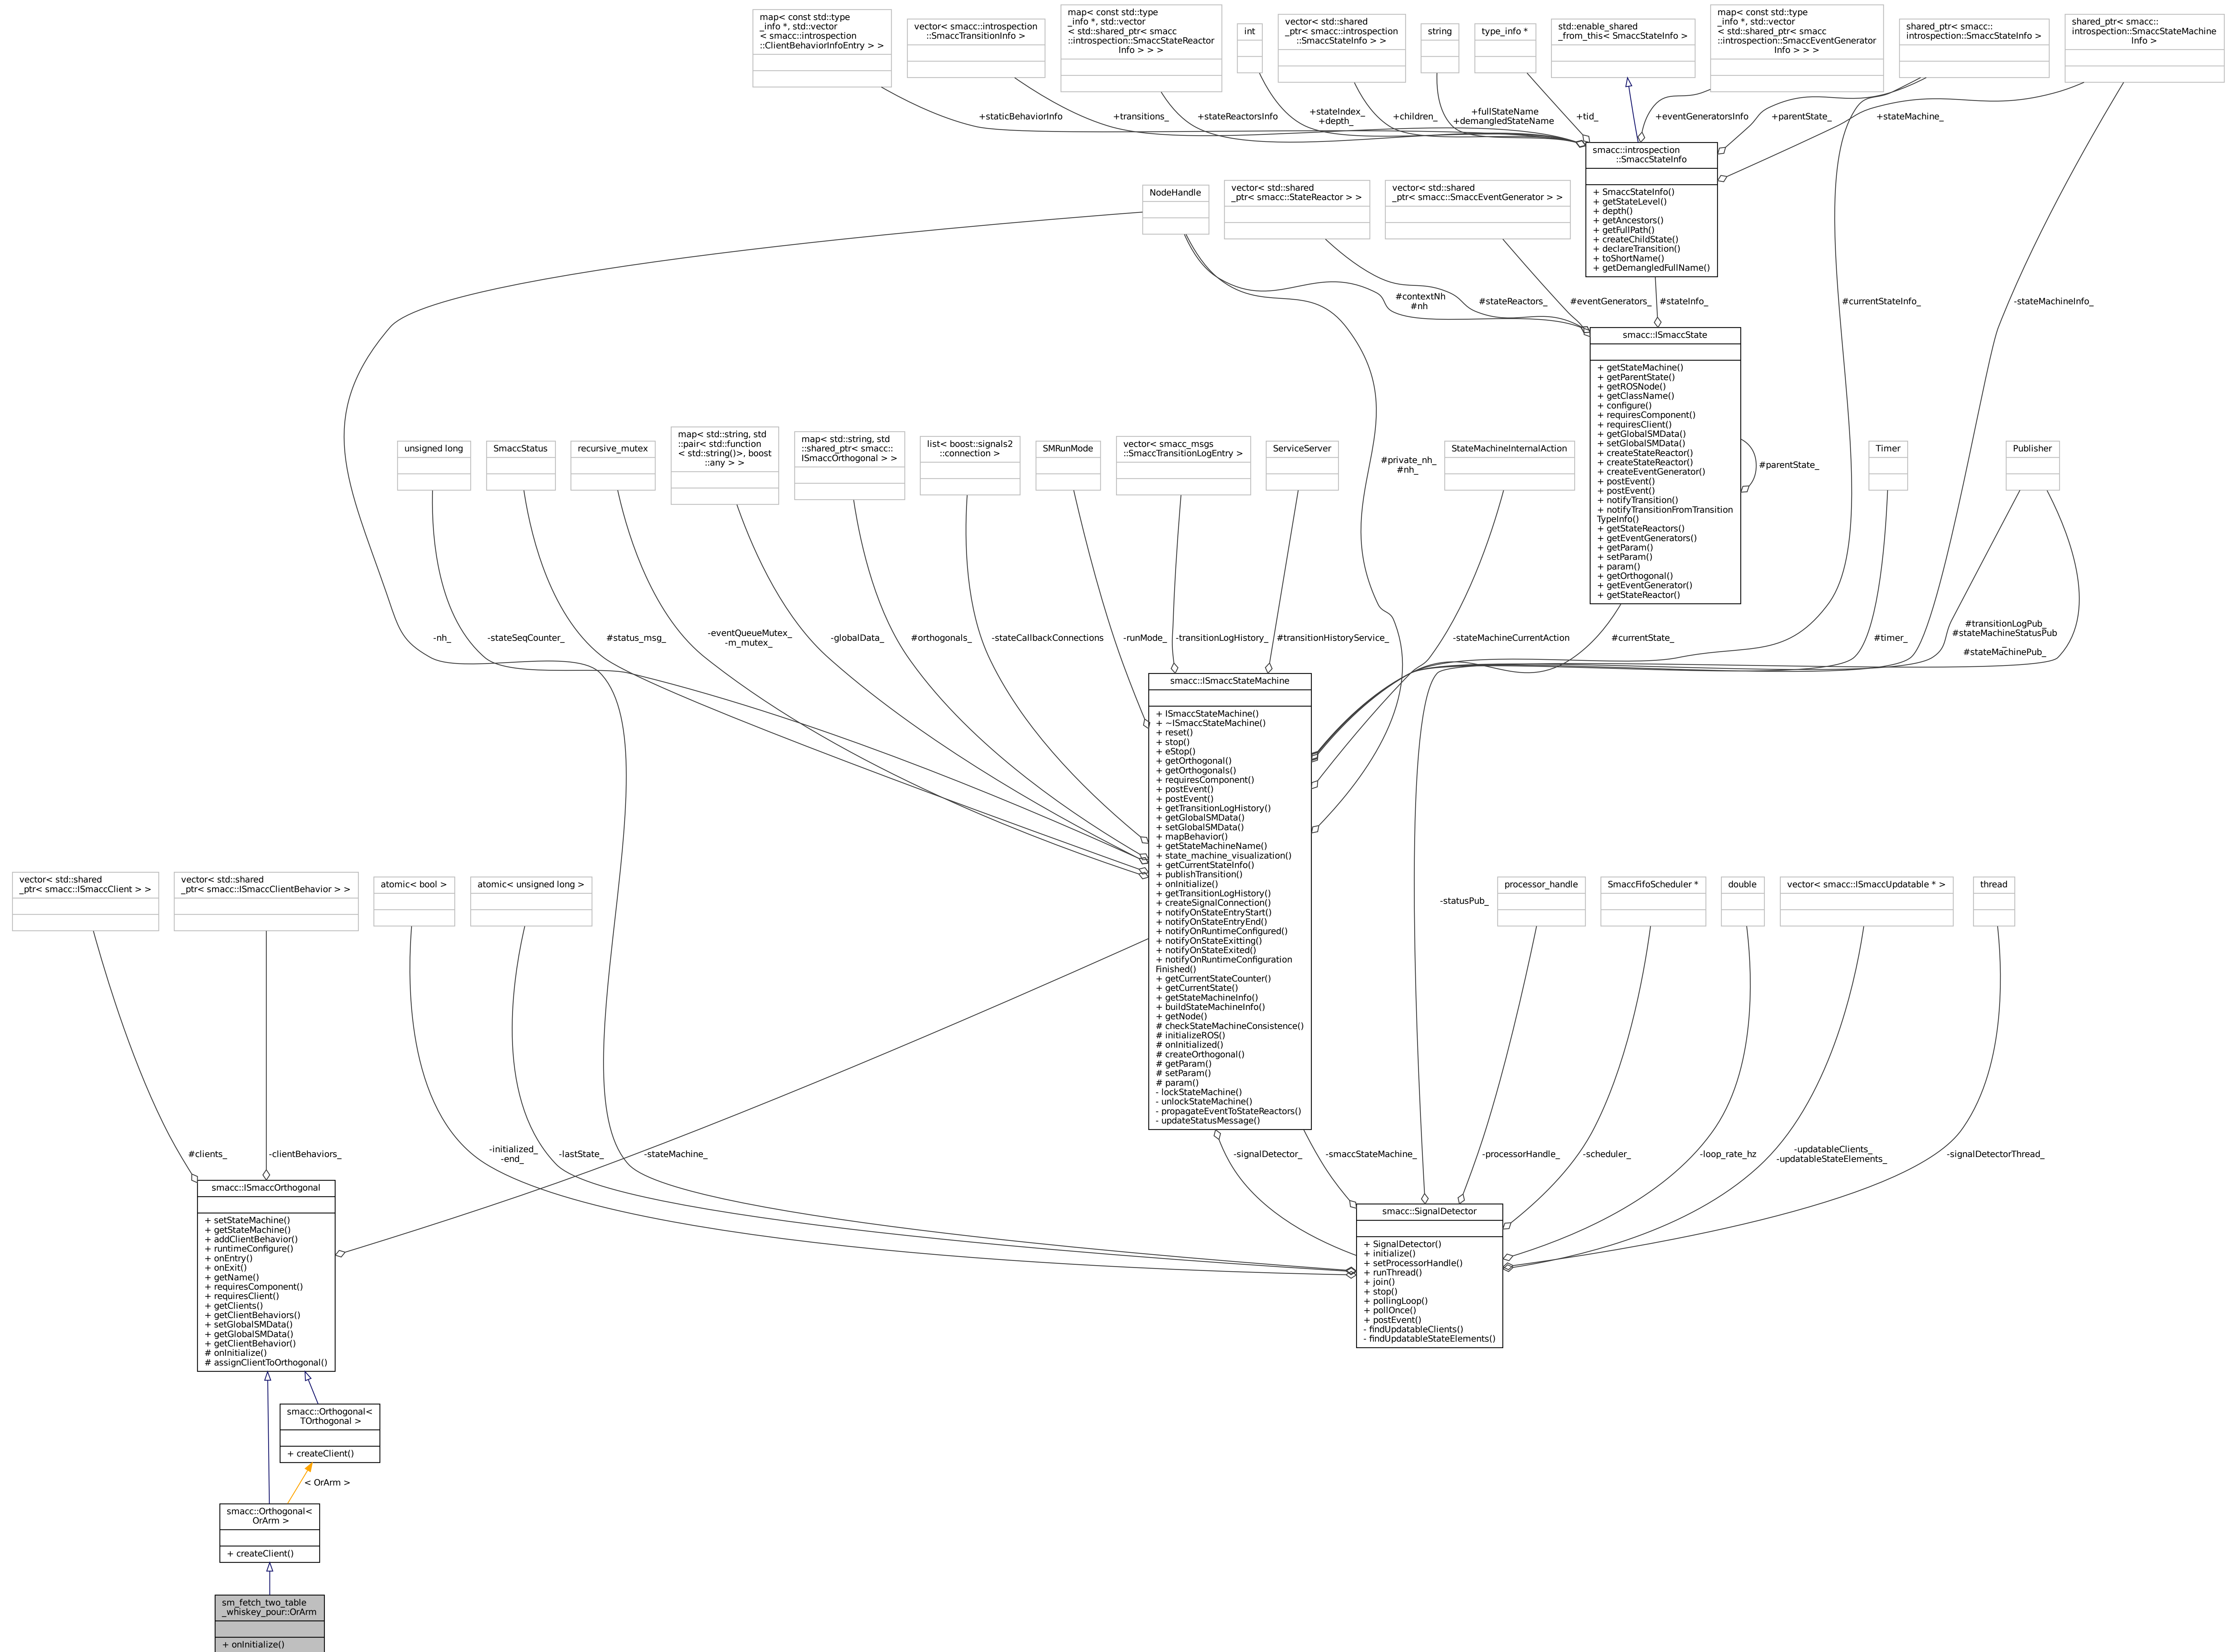 map< const std::type
_info *, std::vector
< smacc::introspection
::ClientBehaviorInfoEntry > >
vector< smacc::introspection
::SmaccTransitionInfo >
map< const std::type
_info *, std::vector
< std::shared_ptr< smacc
::introspection::SmaccStateReactor
Info > > >
int
vector< std::shared
_ptr< smacc::introspection
::SmaccStateInfo > >
string
type_info *
std::enable_shared
_from_this< SmaccStateInfo >
map< const std::type
_info *, std::vector
< std::shared_ptr< smacc
::introspection::SmaccEventGenerator
Info > > >
shared_ptr< smacc::
introspection::SmaccStateInfo >
shared_ptr< smacc::
introspection::SmaccStateMachine
Info >
+staticBehaviorInfo
+transitions_
+stateReactorsInfo
+stateIndex_
+depth_
+children_
+fullStateName
+demangledStateName
+tid_
+eventGeneratorsInfo
+parentState_
+stateMachine_
smacc::introspection
::SmaccStateInfo
+ SmaccStateInfo()
+ getStateLevel()
+ depth()
+ getAncestors()
+ getFullPath()
+ createChildState()
+ declareTransition()
+ toShortName()
+ getDemangledFullName()
NodeHandle
vector< std::shared
_ptr< smacc::StateReactor > >
vector< std::shared
_ptr< smacc::SmaccEventGenerator > >
#contextNh
#nh
#stateReactors_
#eventGenerators_
#stateInfo_
#currentStateInfo_
-stateMachineInfo_
smacc::ISmaccState
+ getStateMachine()
+ getParentState()
+ getROSNode()
+ getClassName()
+ configure()
+ requiresComponent()
+ requiresClient()
+ getGlobalSMData()
+ setGlobalSMData()
+ createStateReactor()
+ createStateReactor()
+ createEventGenerator()
+ postEvent()
+ postEvent()
+ notifyTransition()
+ notifyTransitionFromTransition
TypeInfo()
+ getStateReactors()
+ getEventGenerators()
+ getParam()
+ setParam()
+ param()
+ getOrthogonal()
+ getEventGenerator()
+ getStateReactor()
#parentState_
unsigned long
SmaccStatus
recursive_mutex
map< std::string, std
::pair< std::function
< std::string()>, boost
::any > >
map< std::string, std
::shared_ptr< smacc::
ISmaccOrthogonal > >
list< boost::signals2
::connection >
SMRunMode
vector< smacc_msgs
::SmaccTransitionLogEntry >
ServiceServer
#private_nh_
#nh_
StateMachineInternalAction
Timer
Publisher
-nh_
-stateSeqCounter_
#status_msg_
-eventQueueMutex_
-m_mutex_
-globalData_
#orthogonals_
-stateCallbackConnections
-runMode_
-transitionLogHistory_
#transitionHistoryService_
-stateMachineCurrentAction
#currentState_
#timer_
#transitionLogPub_
#stateMachineStatusPub
_
#stateMachinePub_
smacc::ISmaccStateMachine
+ ISmaccStateMachine()
+ ~ISmaccStateMachine()
+ reset()
+ stop()
+ eStop()
+ getOrthogonal()
+ getOrthogonals()
+ requiresComponent()
+ postEvent()
+ postEvent()
+ getTransitionLogHistory()
+ getGlobalSMData()
+ setGlobalSMData()
+ mapBehavior()
+ getStateMachineName()
+ state_machine_visualization()
+ getCurrentStateInfo()
+ publishTransition()
+ onInitialize()
+ getTransitionLogHistory()
+ createSignalConnection()
+ notifyOnStateEntryStart()
+ notifyOnStateEntryEnd()
+ notifyOnRuntimeConfigured()
+ notifyOnStateExitting()
+ notifyOnStateExited()
+ notifyOnRuntimeConfiguration
Finished()
+ getCurrentStateCounter()
+ getCurrentState()
+ getStateMachineInfo()
+ buildStateMachineInfo()
+ getNode()
# checkStateMachineConsistence()
# initializeROS()
# onInitialized()
# createOrthogonal()
# getParam()
# setParam()
# param()
- lockStateMachine()
- unlockStateMachine()
- propagateEventToStateReactors()
- updateStatusMessage()
vector< std::shared
_ptr< smacc::ISmaccClient > >
vector< std::shared
_ptr< smacc::ISmaccClientBehavior > >
atomic< bool >
atomic< unsigned long >
-statusPub_
processor_handle
SmaccFifoScheduler *
double
vector< smacc::ISmaccUpdatable * >
thread
#clients_
-clientBehaviors_
-initialized_
-end_
-lastState_
-stateMachine_
-signalDetector_
-smaccStateMachine_
-processorHandle_
-scheduler_
-loop_rate_hz
-updatableClients_
-updatableStateElements_
-signalDetectorThread_
smacc::ISmaccOrthogonal
+ setStateMachine()
+ getStateMachine()
+ addClientBehavior()
+ runtimeConfigure()
+ onEntry()
+ onExit()
+ getName()
+ requiresComponent()
+ requiresClient()
+ getClients()
+ getClientBehaviors()
+ setGlobalSMData()
+ getGlobalSMData()
+ getClientBehavior()
# onInitialize()
# assignClientToOrthogonal()
smacc::SignalDetector
+ SignalDetector()
+ initialize()
+ setProcessorHandle()
+ runThread()
+ join()
+ stop()
+ pollingLoop()
+ pollOnce()
+ postEvent()
- findUpdatableClients()
- findUpdatableStateElements()
smacc::Orthogonal<
TOrthogonal >
+ createClient()
< OrArm >
smacc::Orthogonal<
OrArm >
+ createClient()
sm_fetch_two_table
_whiskey_pour::OrArm
+ onInitialize()